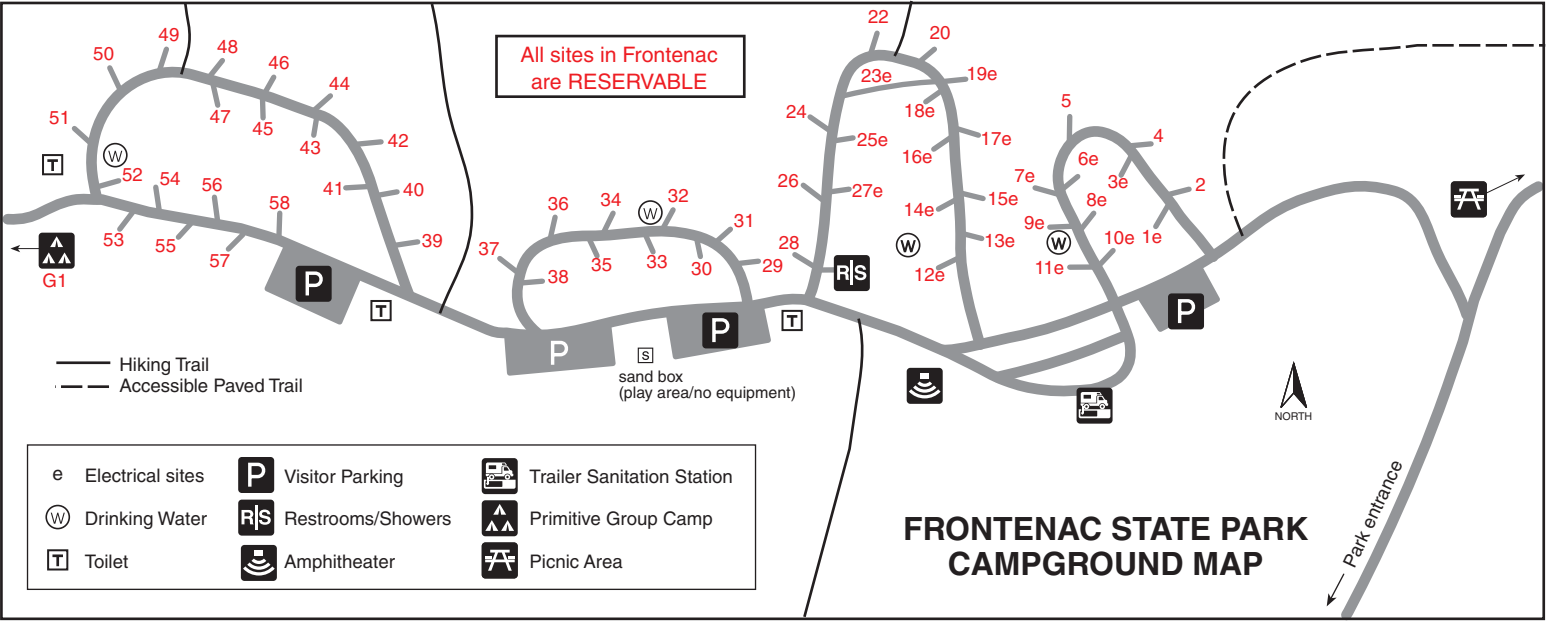 49
48
50
46
44
47
45
43
51
42
W
T
52
54
56
58
41
40
53
55
57
39
G1
P
T
All sites in Frontenac
are RESERVABLE
36
34
32
W
31
37
38
35
33
30
29
P
P
T
S
sand box
(play area/no equipment)
22
20
23e
19e
18e
24
25e
17e
16e
26
27e
15e
14e
28
W
13e
12e
R|S
5
4
6e
7e
3e
2
8e
9e
W
10e
1e
11e
P
Hiking Trail
Accessible Paved Trail
NORTH
e Electrical sites
P Visitor Parking
Trailer Sanitation Station
W Drinking Water
R|S Restrooms/Showers
Primitive Group Camp
T Toilet
Amphitheater
Picnic Area
FRONTENAC STATE PARK
CAMPGROUND MAP
Park entrance